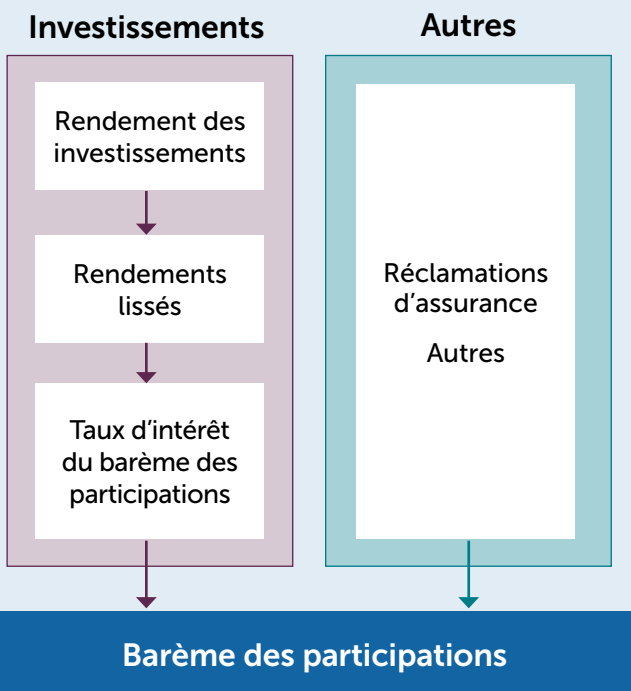 Investissements
Rendement des
investissements
Rendements
lissés
Taux d'intérêt
du barème des
participations
Autres
Réclamations
d'assurance
Autres
Barème des participations